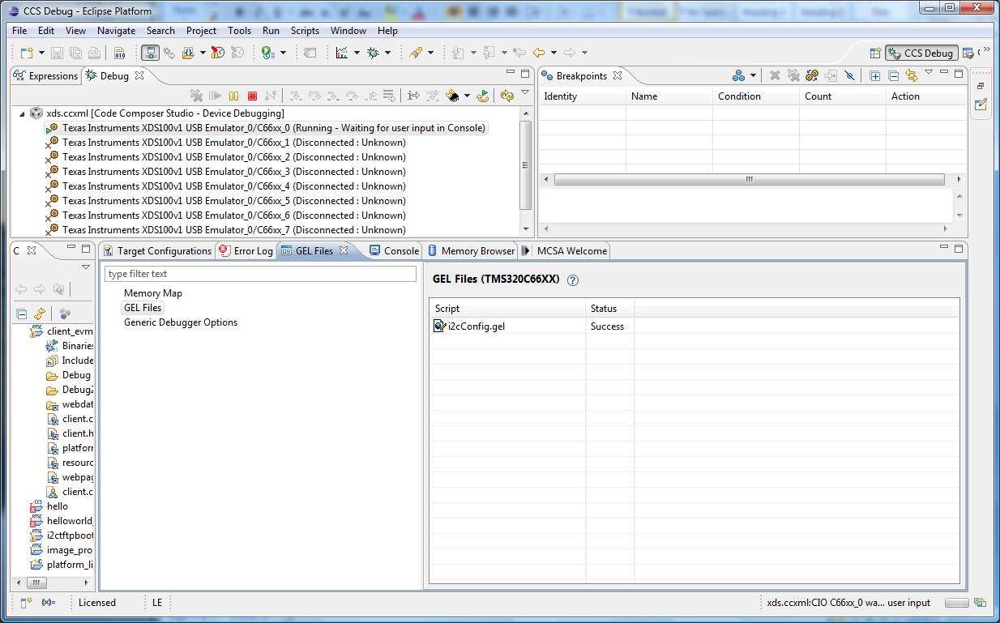 CCS Debug - Eclipse Platform
File Edit View Navigate Search Project Tools Run Scripts Window Help
CCS Debug
Expressions Debug
xds.ccxml [Code Composer Studio - Device Debugging]
Texas Instruments XDS100v1 USB Emulator_0/C66xx_0 (Running - Waiting for user input in Console)
Texas Instruments XDS100v1 USB Emulator_0/C66xx_1 (Disconnected : Unknown)
Texas Instruments XDS100v1 USB Emulator_0/C66xx_2 (Disconnected : Unknown)
Texas Instruments XDS100v1 USB Emulator_0/C66xx_3 (Disconnected : Unknown)
Texas Instruments XDS100v1 USB Emulator_0/C66xx_4 (Disconnected : Unknown)
Texas Instruments XDS100v1 USB Emulator_0/C66xx_5 (Disconnected : Unknown)
Texas Instruments XDS100v1 USB Emulator_0/C66xx_6 (Disconnected : Unknown)
Texas Instruments XDS100v1 USB Emulator_0/C66xx_7 (Disconnected : Unknown)
Breakpoints
Identity Name Condition Count Action
C
client_evm
Binaries
Include
Debug
Debug2
webdat
client.c
client.h
platforn
resourc
webpag
client.c
hello
helloworld_
i2ctftpboot
image_pro
platform_li
Target Configurations Error Log GEL Files Console Memory Browser MCSA Welcome
type filter text
Memory Map
GEL Files
Generic Debugger Options
GEL Files (TMS320C66XX)
Script Status
i2cConfig.gel Success
Licensed LE xds.ccxml:CIO C66xx_0 wa... user input